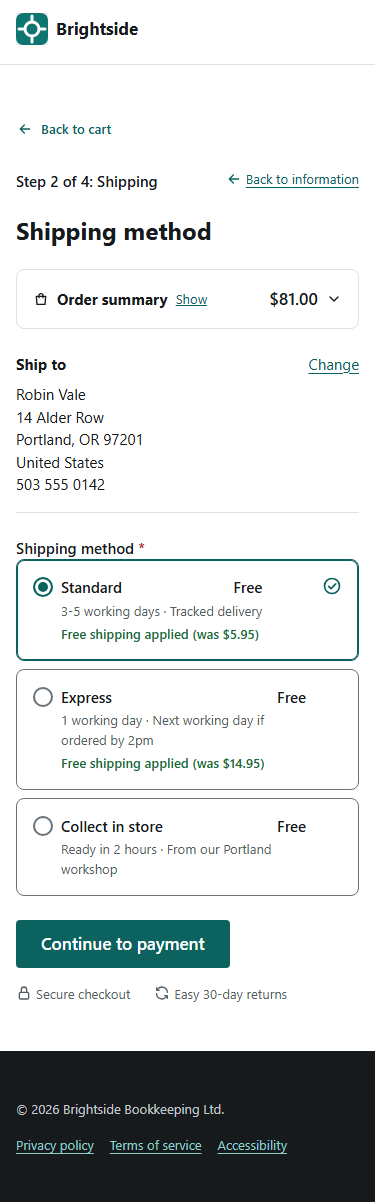 Brightside
Back to cart
Step 2 of 4: Shipping
Back to information
Shipping method
Order summary Show $81.00
Ship to Change
Robin Vale
14 Alder Row
Portland, OR 97201
United States
503 555 0142
Shipping method *
Standard Free
3-5 working days · Tracked delivery
Free shipping applied (was $5.95)
Express Free
1 working day · Next working day if
ordered by 2pm
Free shipping applied (was $14.95)
Collect in store Free
Ready in 2 hours · From our Portland
workshop
Continue to payment
Secure checkout Easy 30-day returns
© 2026 Brightside Bookkeeping Ltd.
Privacy policy Terms of service Accessibility